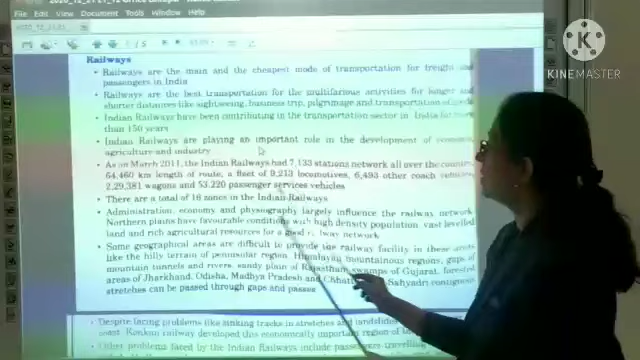 File Edit View Document Tools Window Help
KINEMASTER
Railways
• Railways are the main and the cheapest mode of transportation for freight and
passengers in India
• Railways are the best transportation for the multifarious activities for longer and
shorter distances like sightseeing, business trip, pilgrimage and transportation of goods
• Indian Railways have been contributing in the transportation sector in India for more
than 150 years
• Indian Railways are playing an important role in the development of
agriculture and industry
• As on March 2011, the Indian Railways had 7,133 stations network all over the
64,460 km length of route, a fleet of 9,213 locomotives, 6,493 other coach
2,29,381 wagons and 53,220 passenger services vehicles
• There are a total of 16 zones in the Indian Railways
• Administration, economy and physiography largely influence the railway network
Northern plains have favourable condition with high density population, vast levelled
land and rich agricultural resources for a network
• Some geographical areas are difficult to provide the railway facility in these areas
like the hilly terrain of peninsular region, Himalayan mountainous regions, gaps of
mountain tunnels and rivers, sandy plain of Rajasthan, swamps of Gujarat, forested
areas of Jharkhand, Odisha, Madhya Pradesh and Sahyadri contiguous
stretches can be passed through gaps and passes
• Despite facing problems like sinking tracks in stretches and
coast, Konkan railway developed this economically important region of
• Other problems faced by the Indian Railways include passengers travelling